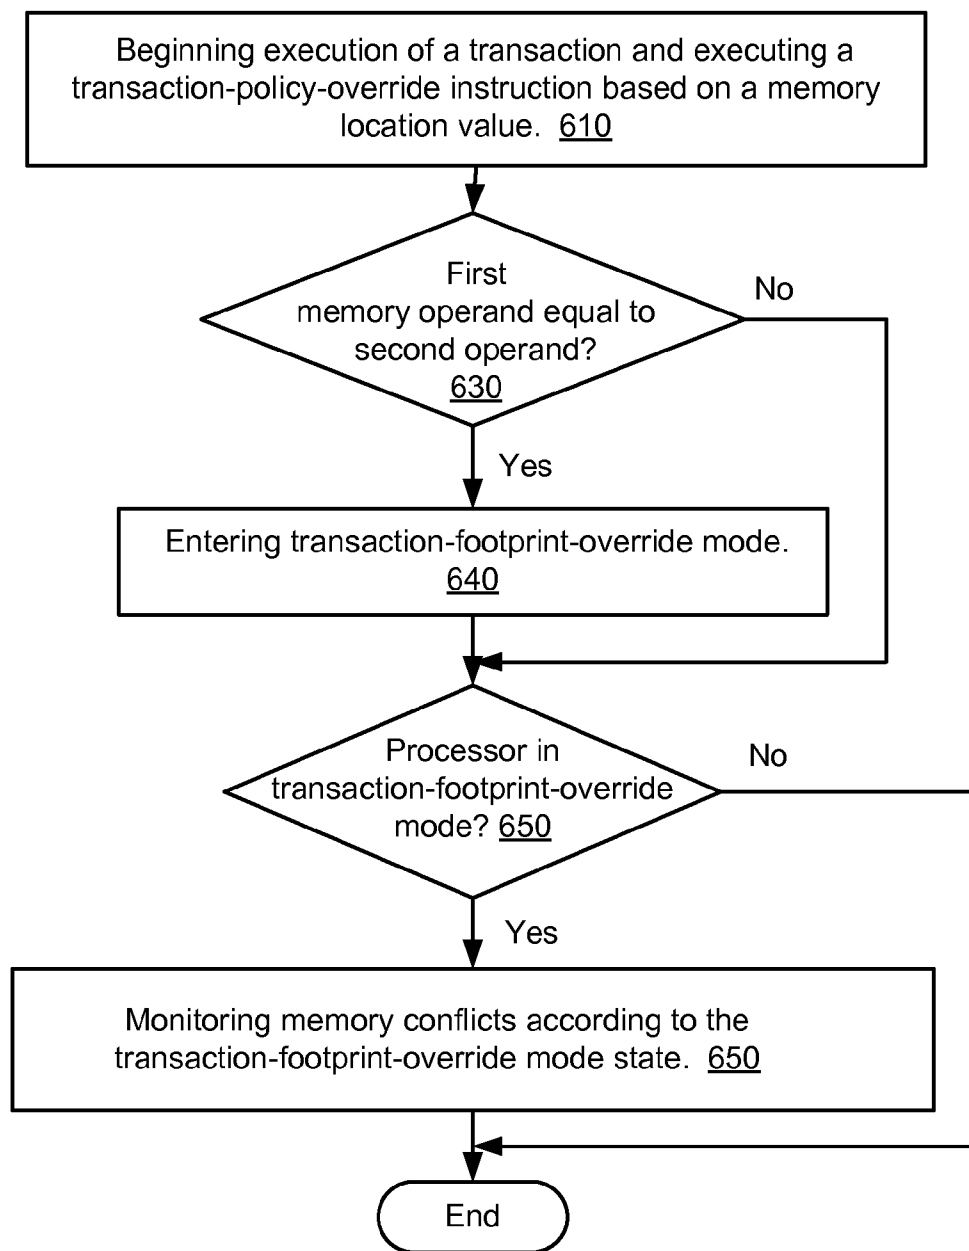 Beginning execution of a transaction and executing a
transaction-policy-override instruction based on a memory
location value. 610
First
memory operand equal to
second operand?
630
No
Yes
Entering transaction-footprint-override mode.
640
Processor in
transaction-footprint-override
mode? 650
No
Yes
Monitoring memory conflicts according to the
transaction-footprint-override mode state. 650
End